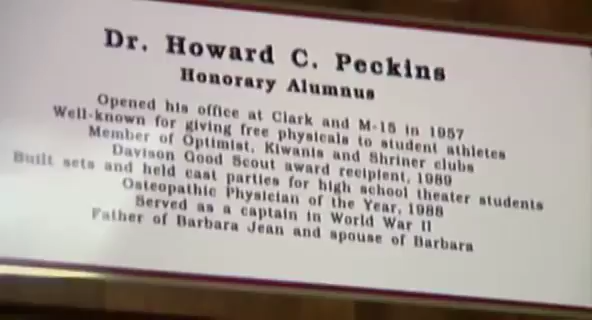 Dr. Howard C. Peckins
Honorary Alumnus
Opened his office at Clark and M-15 in 1957
Well-known for giving free physicals to student athletes
Member of Optimist, Kiwanis and Shriner clubs
Davison Good Scout award recipient, 1989
Built sets and held cast parties for high school theater students
Osteopathic Physician of the Year, 1988
Served as a captain in World War II
Father of Barbara Jean and spouse of Barbara